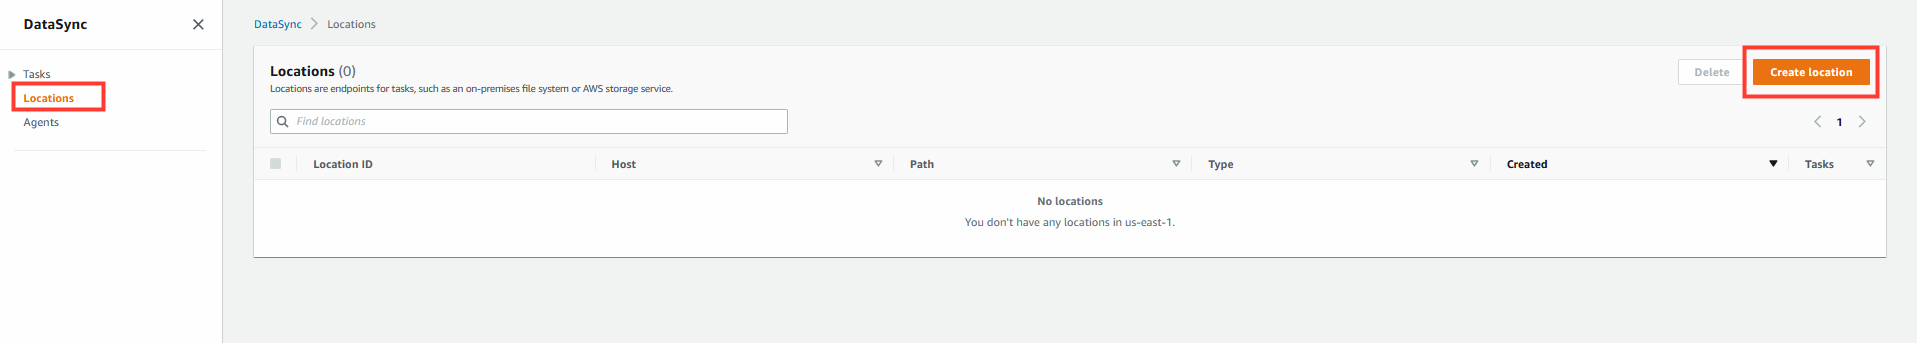 DataSync
Tasks
Locations
Agents
DataSync > Locations
Locations (0)
Locations are endpoints for tasks, such as an on-premises file system or AWS storage service.
Delete
Create location
Find locations
1
Location ID Host Path Type Created Tasks
No locations
You don't have any locations in us-east-1.